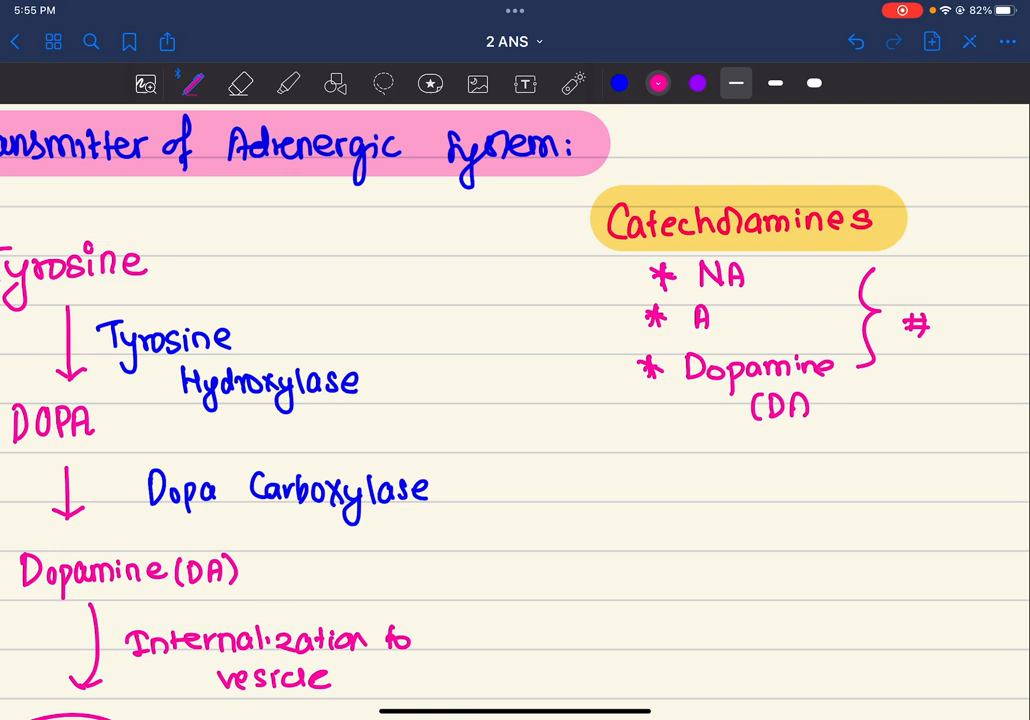 5:55 PM
82%
2 ANS
ansmitter of Adrenergic System:
Catecholamines
* NA
* A
* Dopamine
(DA
#
Tyrosine
Tyrosine
Hydroxylase
DOPA
Dopa Carboxylase
Dopamine (DA)
Internalization to
vesicle